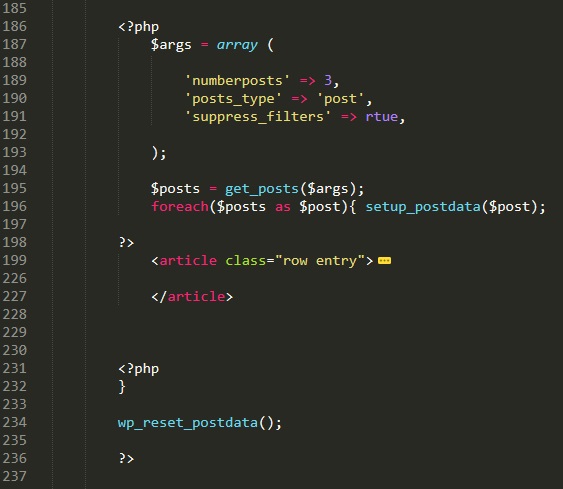 185
186 <?php
187 $args = array (
188
189 'numberposts' => 3,
190 'posts_type' => 'post',
191 'suppress_filters' => rtue,
192
193 );
194
195 $posts = get_posts($args);
196 foreach($posts as $post){ setup_postdata($post);
197
198 ?>
199 <article class="row entry">
226
227 </article>
228
229
230
231 <?php
232 }
233
234 wp_reset_postdata();
235
236 ?>
237